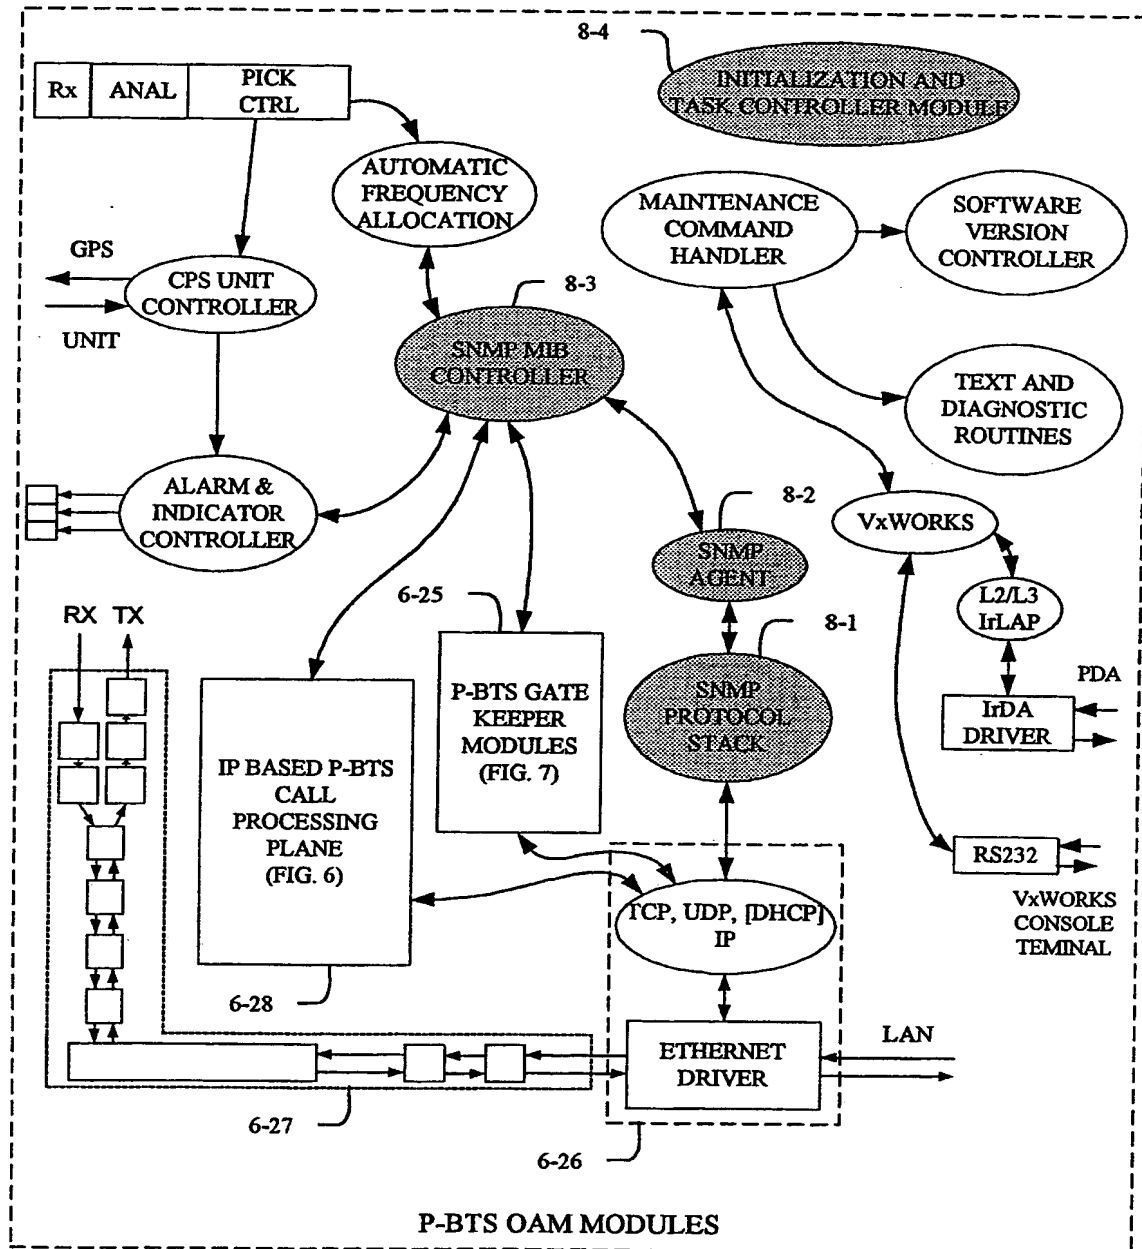 8-4
Rx
ANAL
PICK
CTRL
INITIALIZATION AND
TASK CONTROLLER MODULE
AUTOMATIC
FREQUENCY
ALLOCATION
MAINTENANCE
COMMAND
HANDLER
SOFTWARE
VERSION
CONTROLLER
GPS
CPS UNIT
CONTROLLER
UNIT
8-3
SNMP MIB
CONTROLLER
TEXT AND
DIAGNOSTIC
ROUTINES
ALARM &
INDICATOR
CONTROLLER
8-2
VxWORKS
SNMP
AGENT
6-25
L2/L3
IrLAP
RX
TX
8-1
P-BTS GATE
KEEPER
MODULES
(FIG. 7)
SNMP
PROTOCOL
STACK
PDA
IrDA
DRIVER
IP BASED P-BTS
CALL
PROCESSING
PLANE
(FIG. 6)
RS232
TCP, UDP, [DHCP]
IP
VxWORKS
CONSOLE
TEMINAL
6-28
ETHERNET
DRIVER
LAN
6-27
6-26
P-BTS OAM MODULES